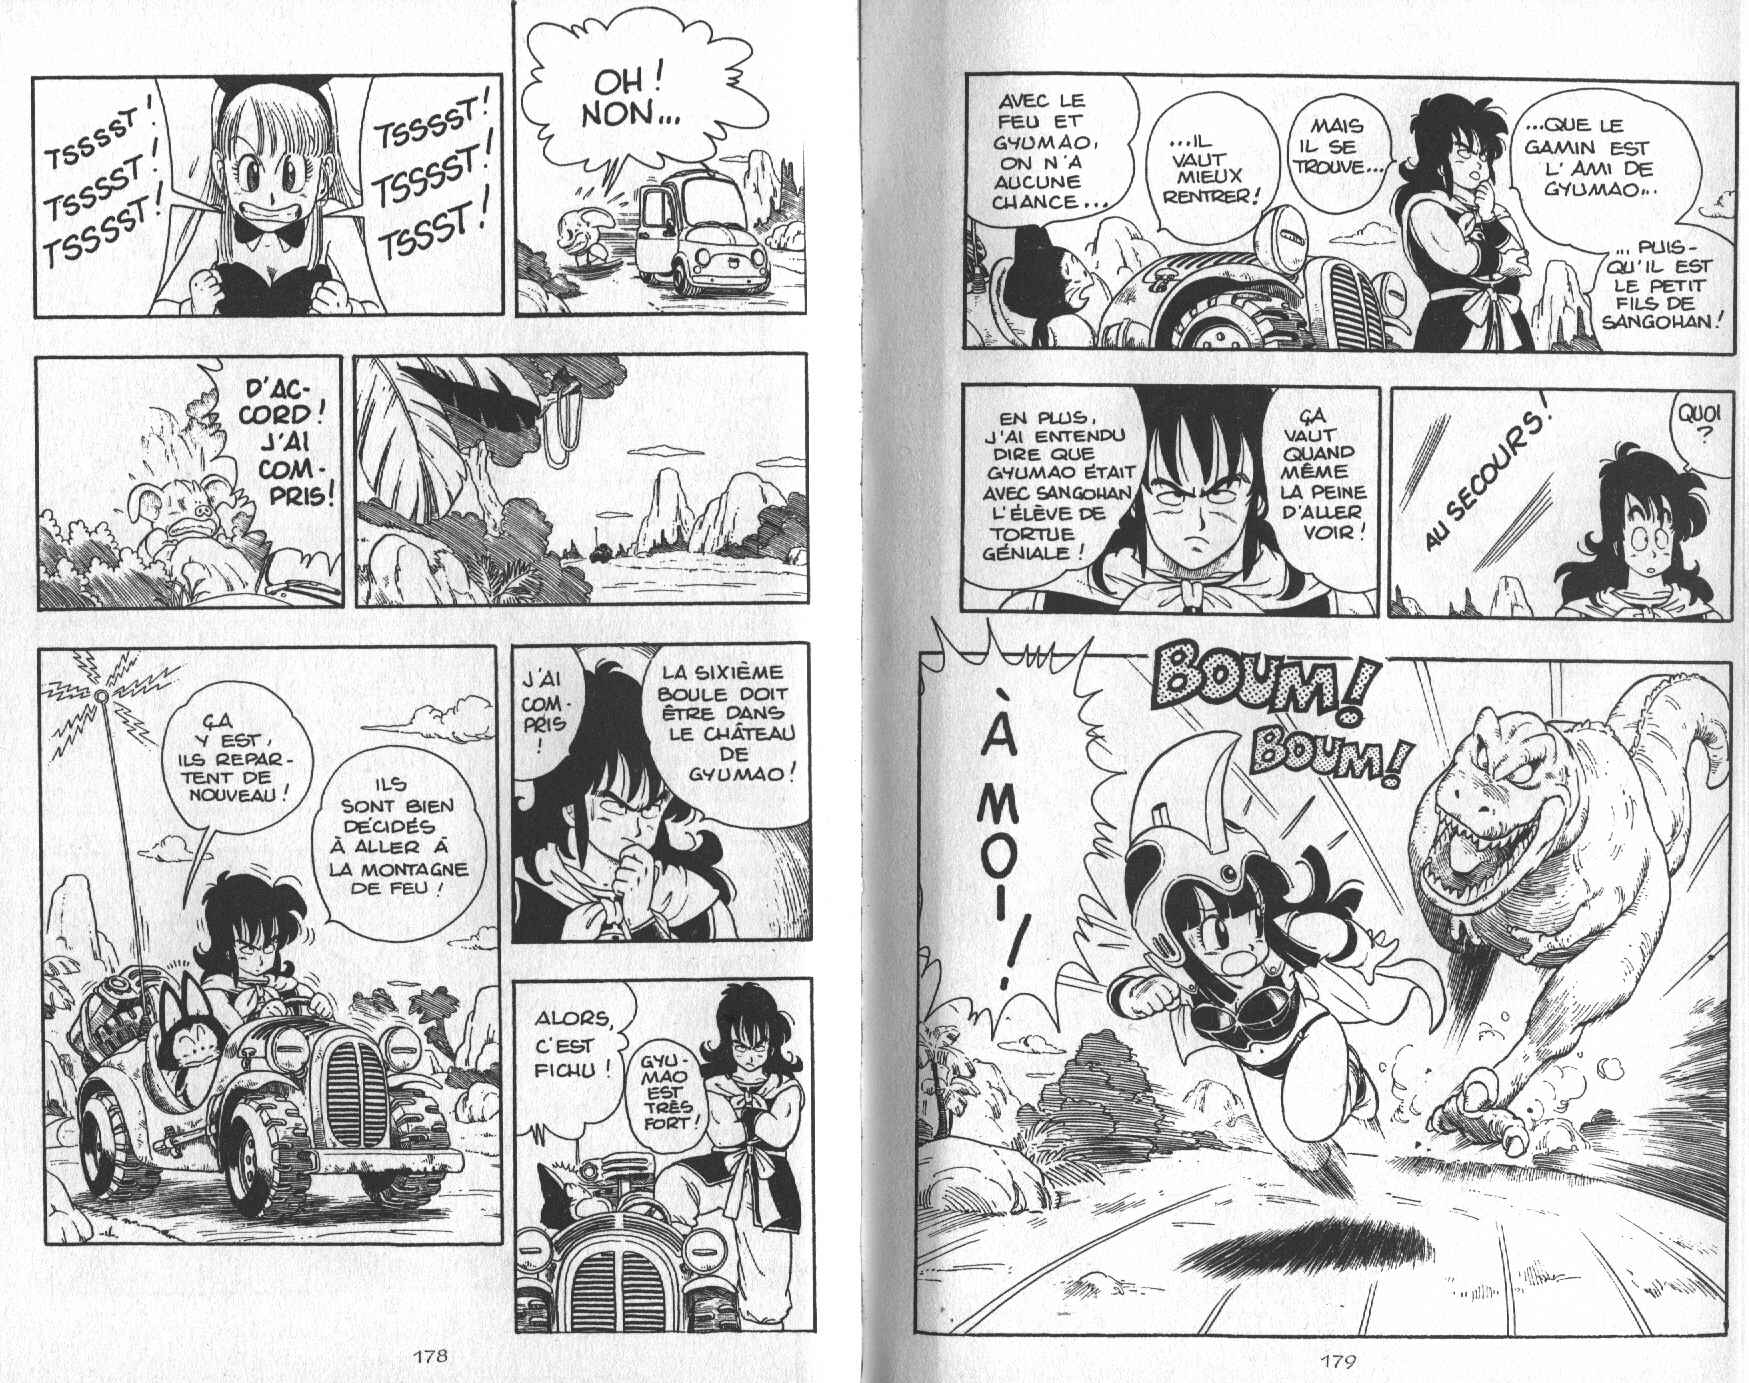 TSSSST!
TSSSST!
TSSSST!
TSSSST!
TSSSST!
TSSST!
OH!
NON...
D'AC-
CORD!
J'AI
COM-
PRIS!
ÇA
Y EST,
ILS REPAR-
TENT DE
NOUVEAU!
ILS
SONT BIEN
DÉCIDÉS
À ALLER À
LA MONTAGNE
DE FEU!
J'AI
COM-
PRIS
!
LA SIXIÈME
BOULE DOIT
ÊTRE DANS
LE CHÂTEAU
DE
GYUMAO!
ALORS,
C'EST
FICHU!
GYU-
MAO
EST
TRÈS
FORT!
178
AVEC LE
FEU ET
GYUMAO,
ON N'A
AUCUNE
CHANCE...
...IL
VAUT
MIEUX
RENTRER!
MAIS
IL SE
TROUVE...
...QUE LE
GAMIN EST
L'AMI DE
GYUMAO...
... PUIS-
QU'IL EST
LE PETIT
FILS DE
SANGOHAN!
EN PLUS,
J'AI ENTENDU
DIRE QUE
GYUMAO ÉTAIT
AVEC SANGOHAN
L'ÉLÈVE DE
TORTUE
GÉNIALE!
ÇA
VAUT
QUAND
MÊME
LA PEINE
D'ALLER
VOIR!
AU SECOURS!
QUOI
?
À MOI!
BOUM!
BOUM!
179